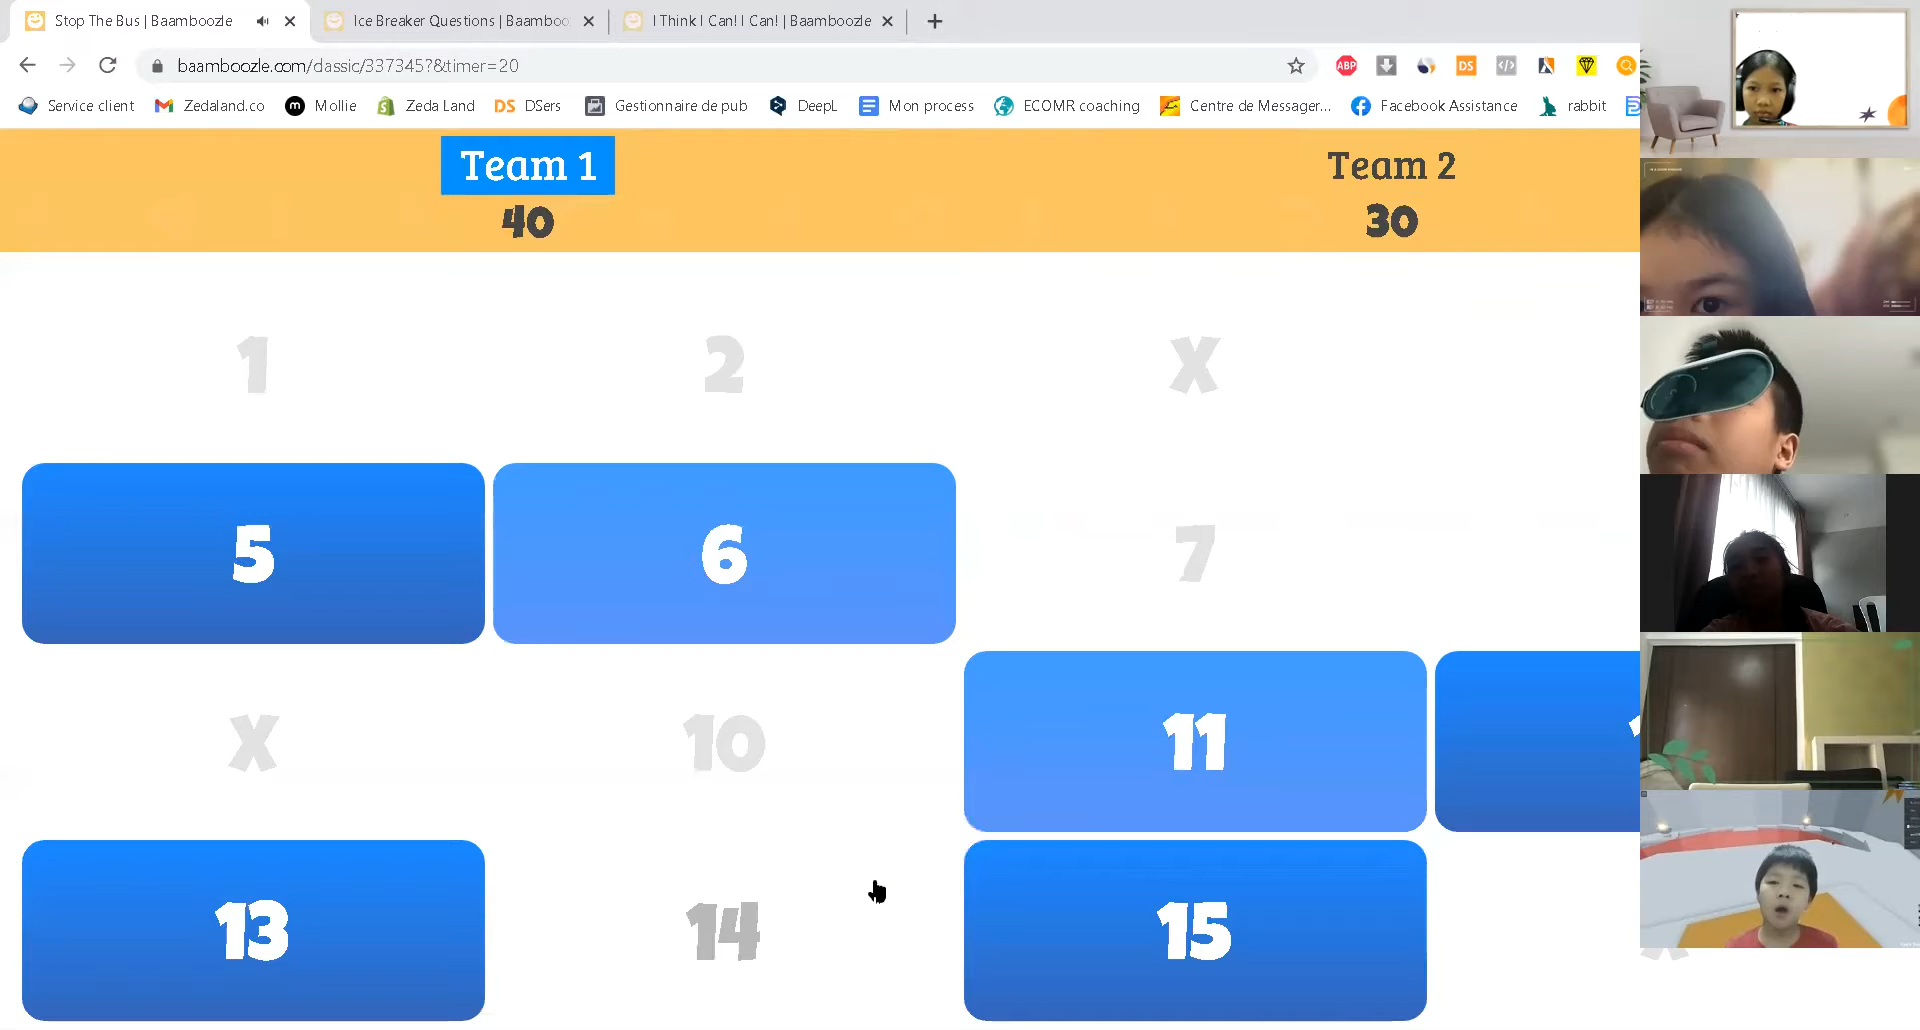 Stop The Bus | Baamboozle
Ice Breaker Questions | Baamboo
I Think I Can! I Can! | Baamboozle
baamboozle.com/classic/337345?&timer=20
ABP
DS
Service client
Zedaland.co
m
Mollie
Zeda Land
DS
DSers
Gestionnaire de pub
DeepL
Mon process
ECOMR coaching
Centre de Messager...
Facebook Assistance
rabbit
Team 1
Team 2
40
30
1
2
X
5
6
7
X
10
11
13
14
15